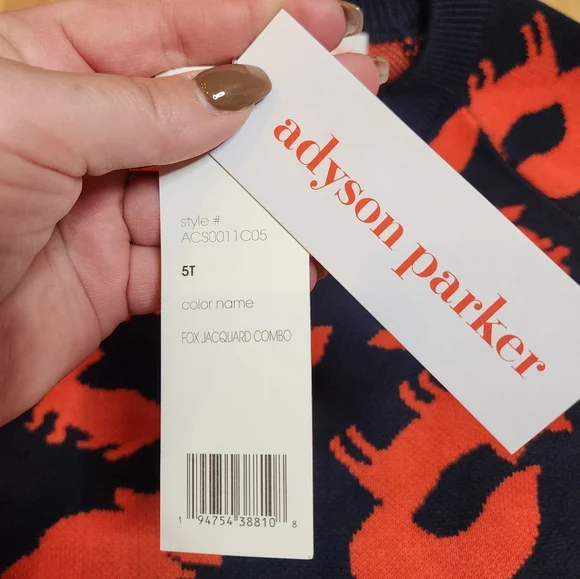 style #
ACS0011C05
5T
color name
FOX JACQUARD COMBO
1 94754 38810 8
adyson parker